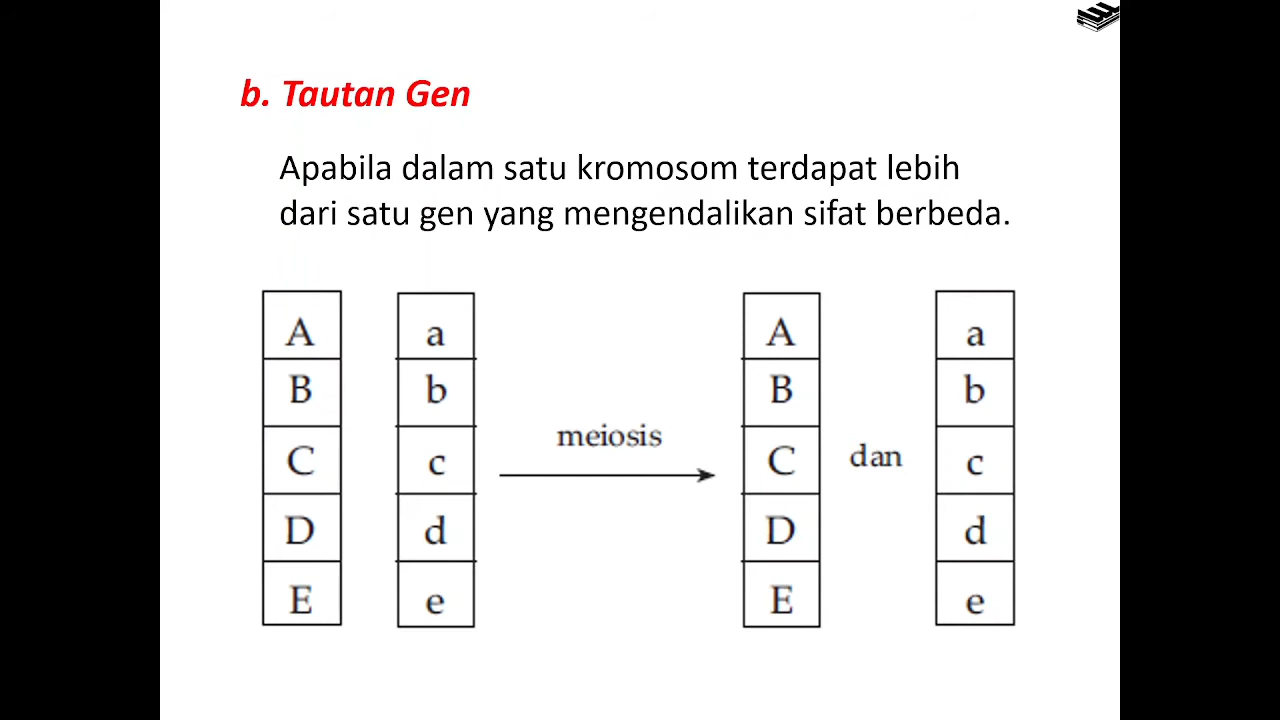 b. Tautan Gen
Apabila dalam satu kromosom terdapat lebih
dari satu gen yang mengendalikan sifat berbeda.
A a A a
B b B b
meiosis
C c C dan c
D d D d
E e E e